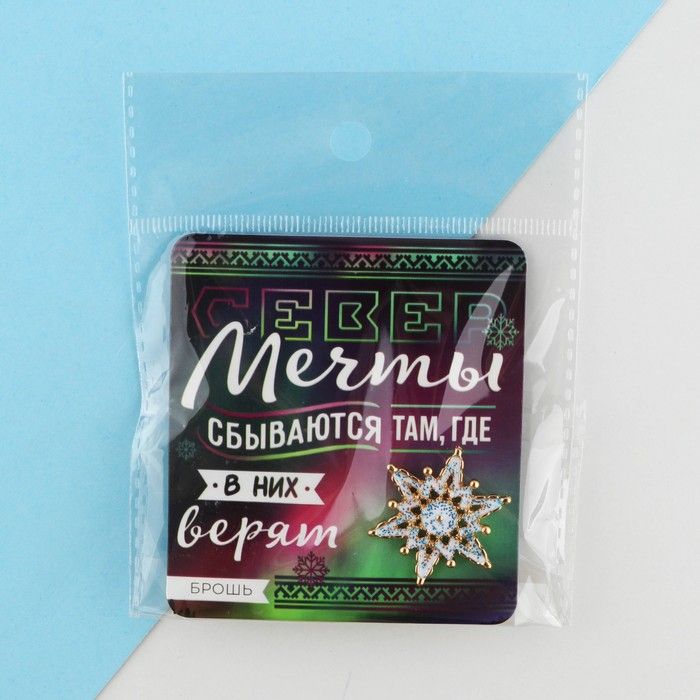 СЕВЕР
Мечты
СБЫВАЮТСЯ ТАМ, ГДЕ
В НИХ
верят
БРОШЬ